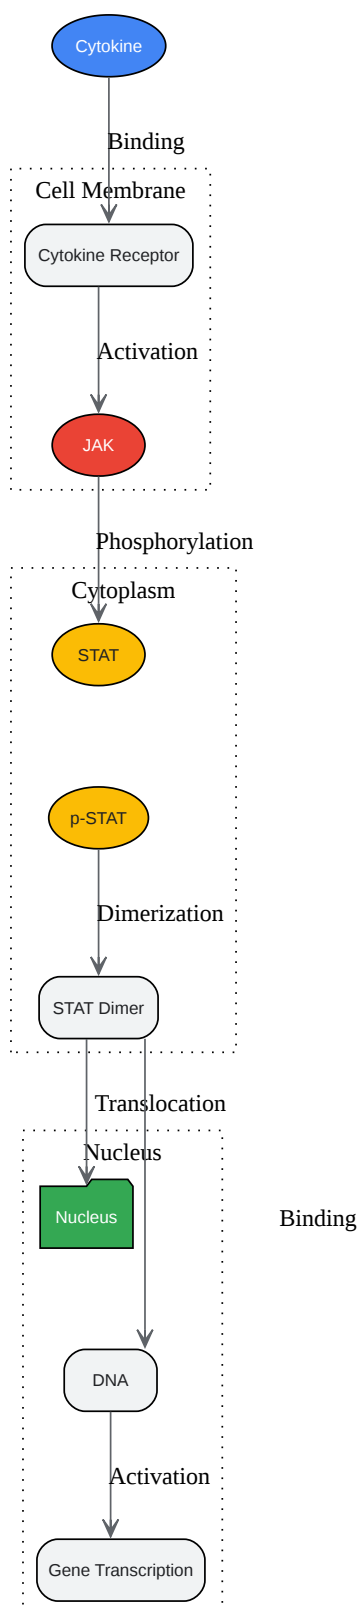 Cytokine
Binding
Cell Membrane
Cytokine Receptor
Activation
JAK
Phosphorylation
Cytoplasm
STAT
p-STAT
Dimerization
STAT Dimer
Translocation
Nucleus
Nucleus
Binding
DNA
Activation
Gene Transcription